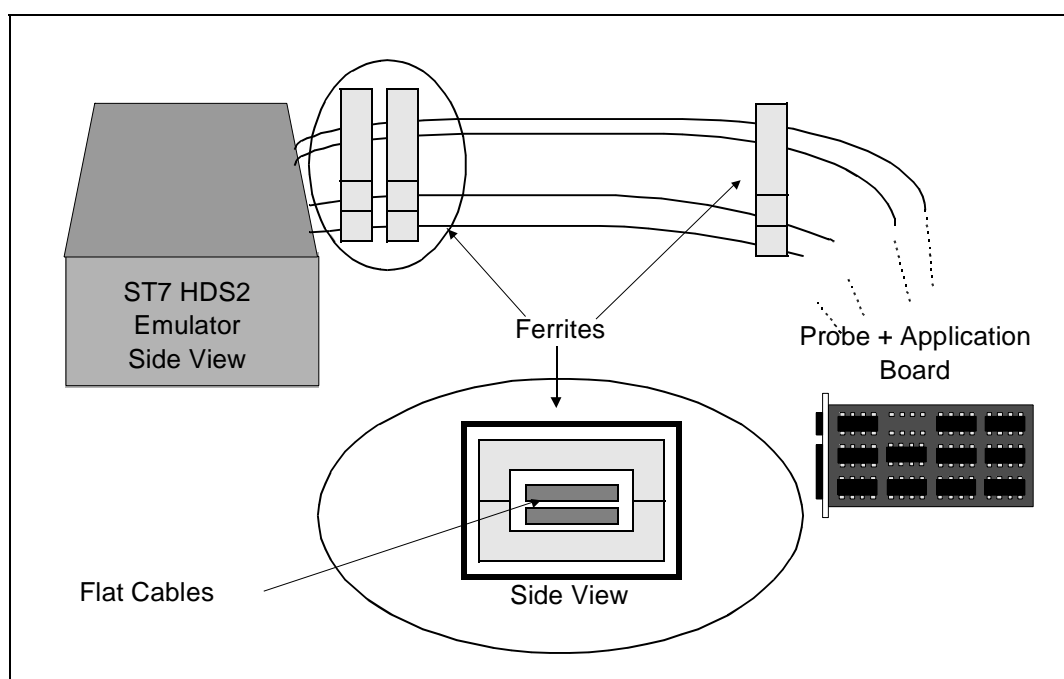 ST7 HDS2
Emulator
Side View
Ferrites
Probe + Application
Board
Flat Cables
Side View